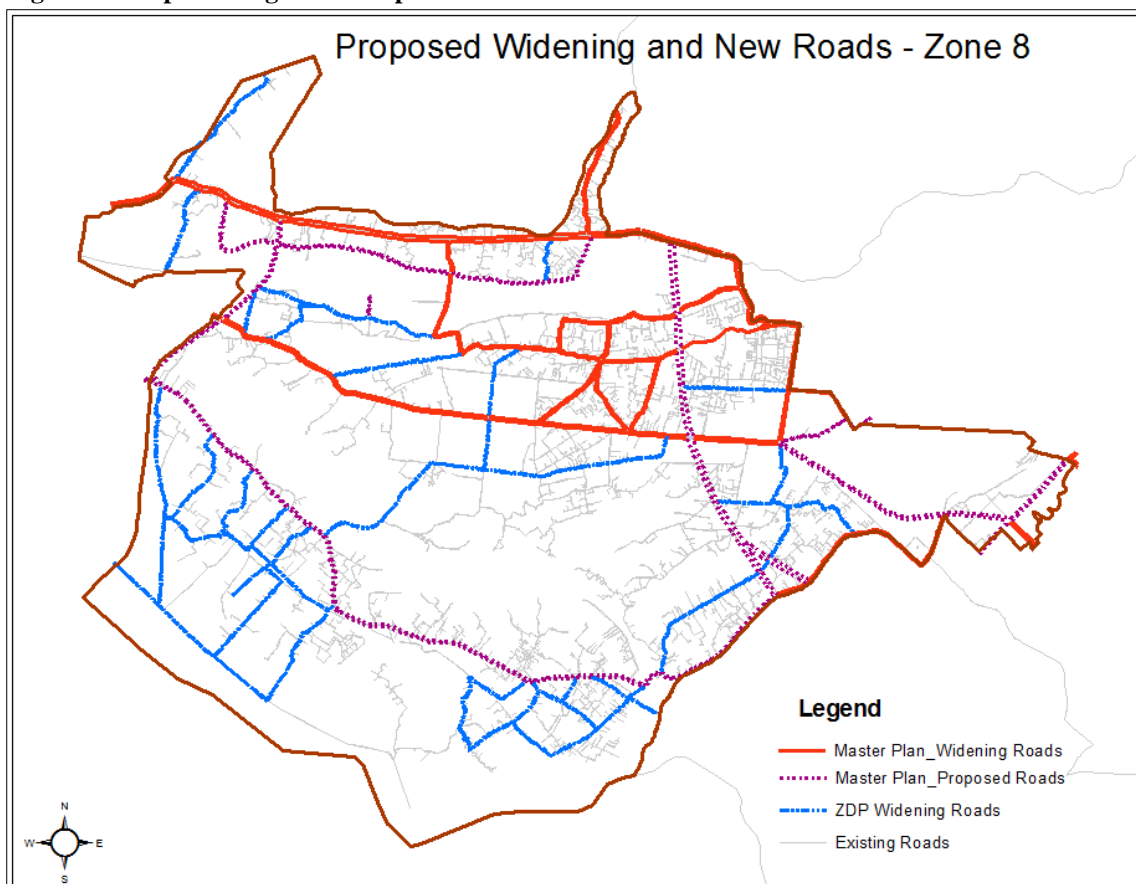 Proposed Widening and New Roads - Zone 8
Legend
Master Plan_Widening Roads
Master Plan_Proposed Roads
ZDP Widening Roads
Existing Roads
N
W E
S